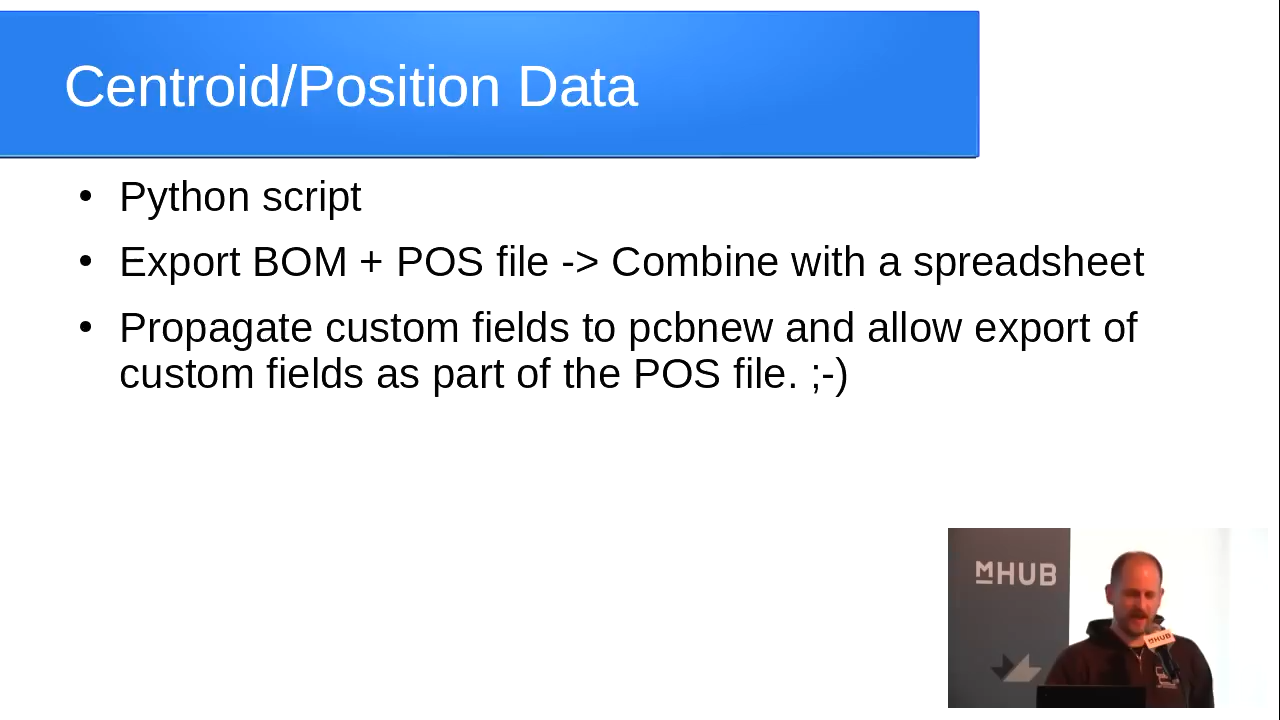 Centroid/Position Data
• Python script
• Export BOM + POS file -> Combine with a spreadsheet
• Propagate custom fields to pcbnew and allow export of
custom fields as part of the POS file. ;-)
MHUB
MHUB